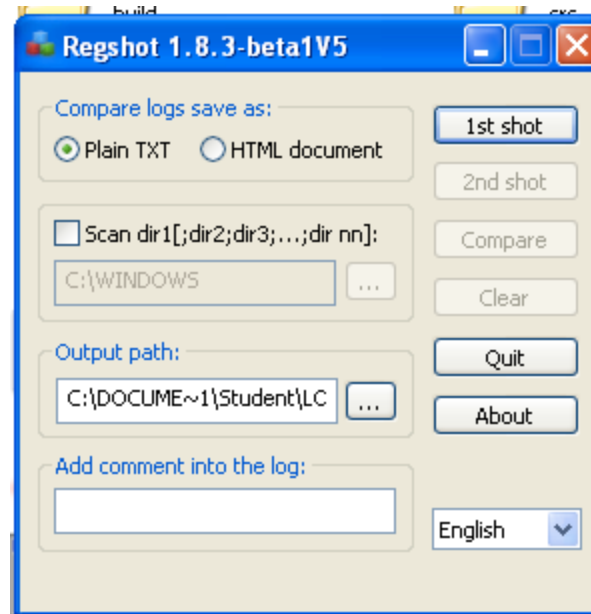 build
src
Regshot 1.8.3-beta1V5
Compare logs save as:
Plain TXT
HTML document
1st shot
2nd shot
Scan dir1[;dir2;dir3;...;dir nn]:
Compare
C:\WINDOWS
...
Clear
Output path:
Quit
C:\DOCUME~1\Student\LC
...
About
Add comment into the log:
English